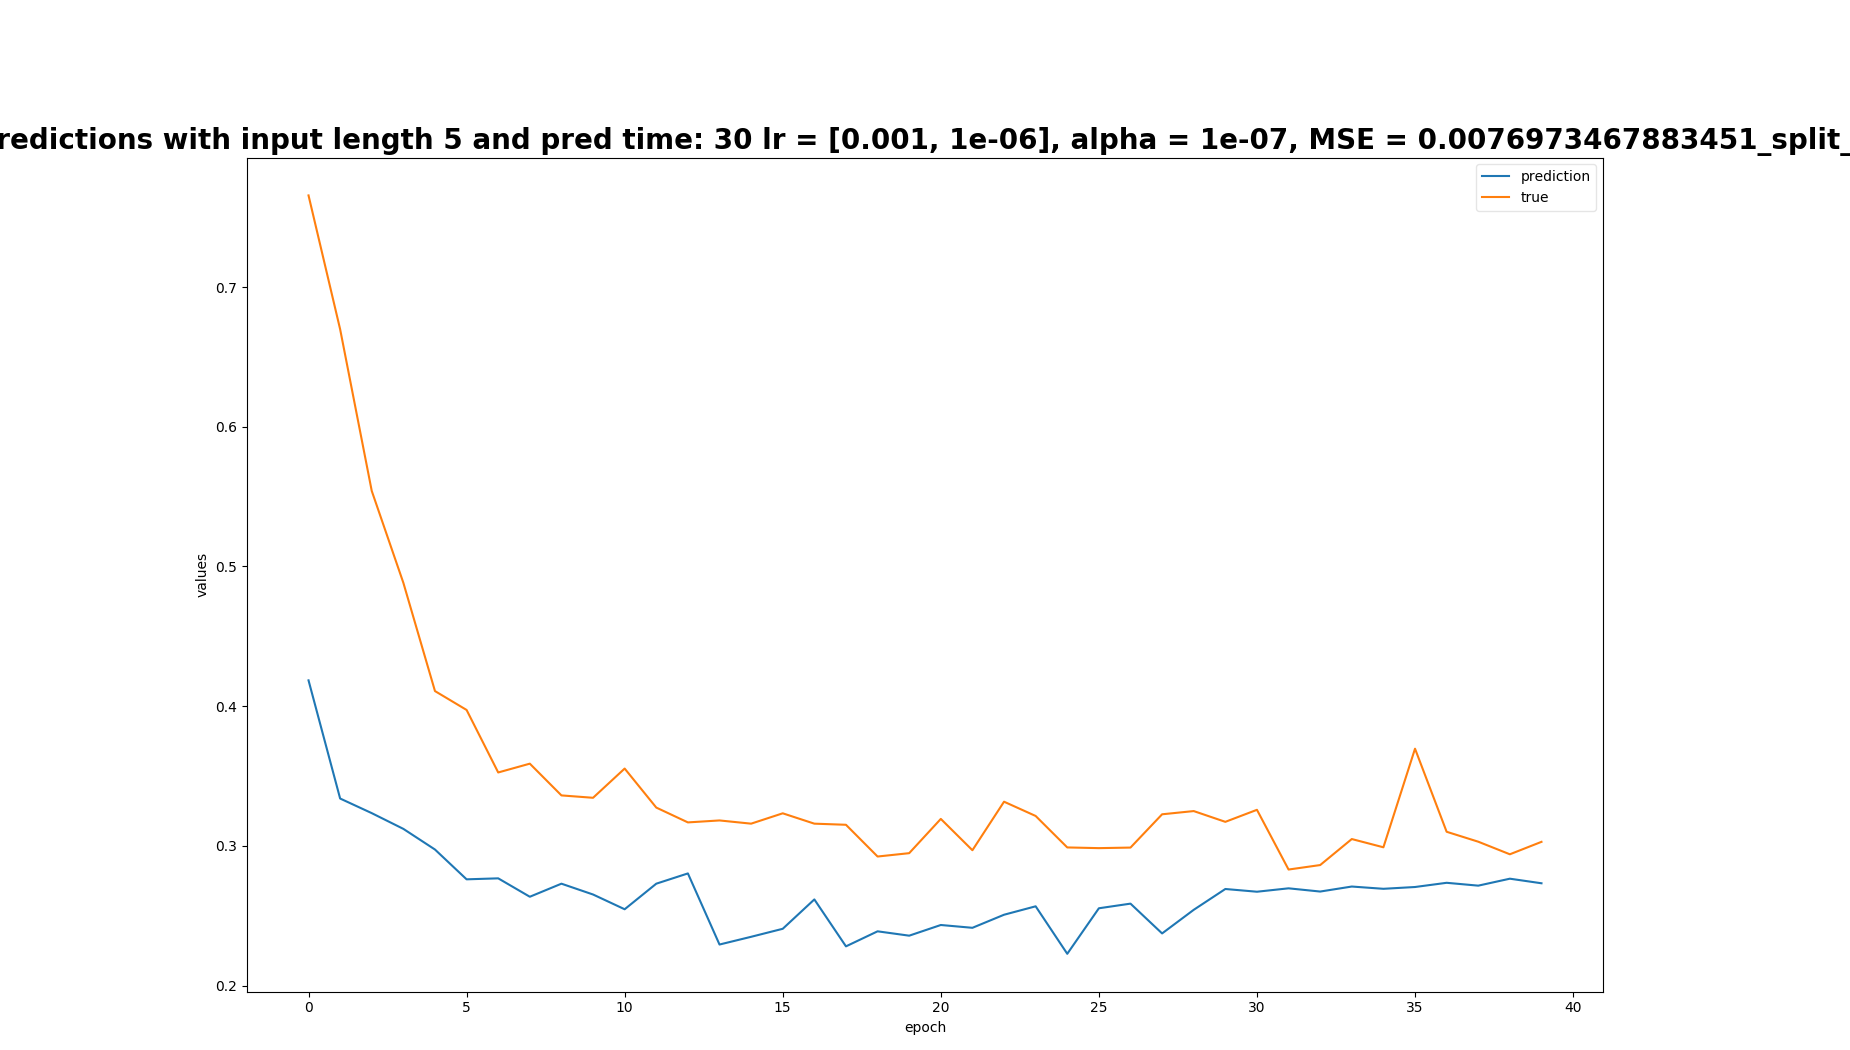 redictions with input length 5 and pred time: 30 lr = [0.001, 1e-06], alpha = 1e-07, MSE = 0.0076973467883451_split_
prediction
true
0.7
0.6
0.5
0.4
0.3
0.2
values
0 5 10 15 20 25 30 35 40
epoch